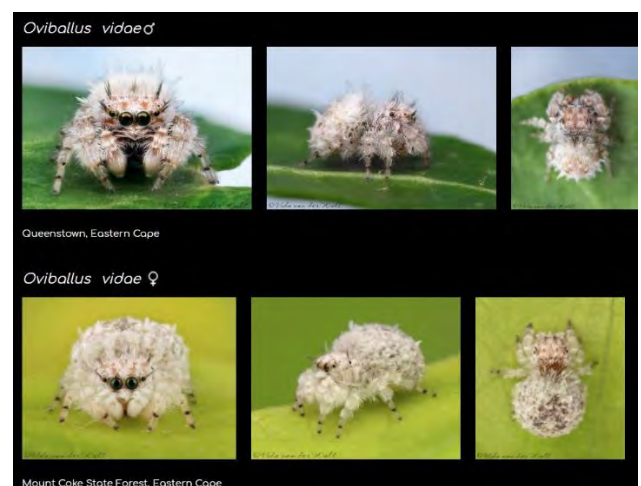 Oviballus vidae ♂
Queenstown, Eastern Cape
Oviballus vidae ♀
Mount Coke State Forest, Eastern Cape